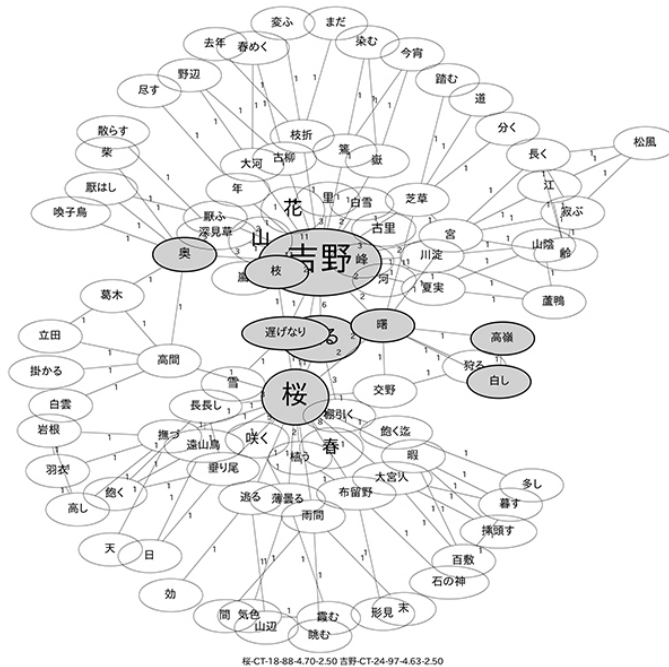 変ふ
まだ
去年
春めく
染む
今宵
野辺
踏む
尽す
道
散らす
枝折
分く
柴
古柳
篶
嶽
大河
長く
松風
厭はし
年
里
白雪
芝草
江
喚子鳥
厭ふ
花
寂ぶ
深見草
山
古里
宮
山陰
奥
吉野
峰
川淀
齢
枝
河
夏実
蘆鴨
葛木
立田
遅げなり
る
曙
高嶺
掛かる
高間
狩る
白し
白雲
雪
桜
交野
岩根
長長し
棚引く
撫づ
遠山鳥
咲く
春
飽く迄
羽衣
垂り尾
植う
暇
高し
飽く
逃る
薄曇る
布留野
大宮人
多し
暮す
雨間
挿頭す
天
日
百敷
効
石の神
間
気色
霞む
形見
末
山辺
眺む
桜-CT-18-88-4.70-2.50 吉野-CT-24-97-4.63-2.50